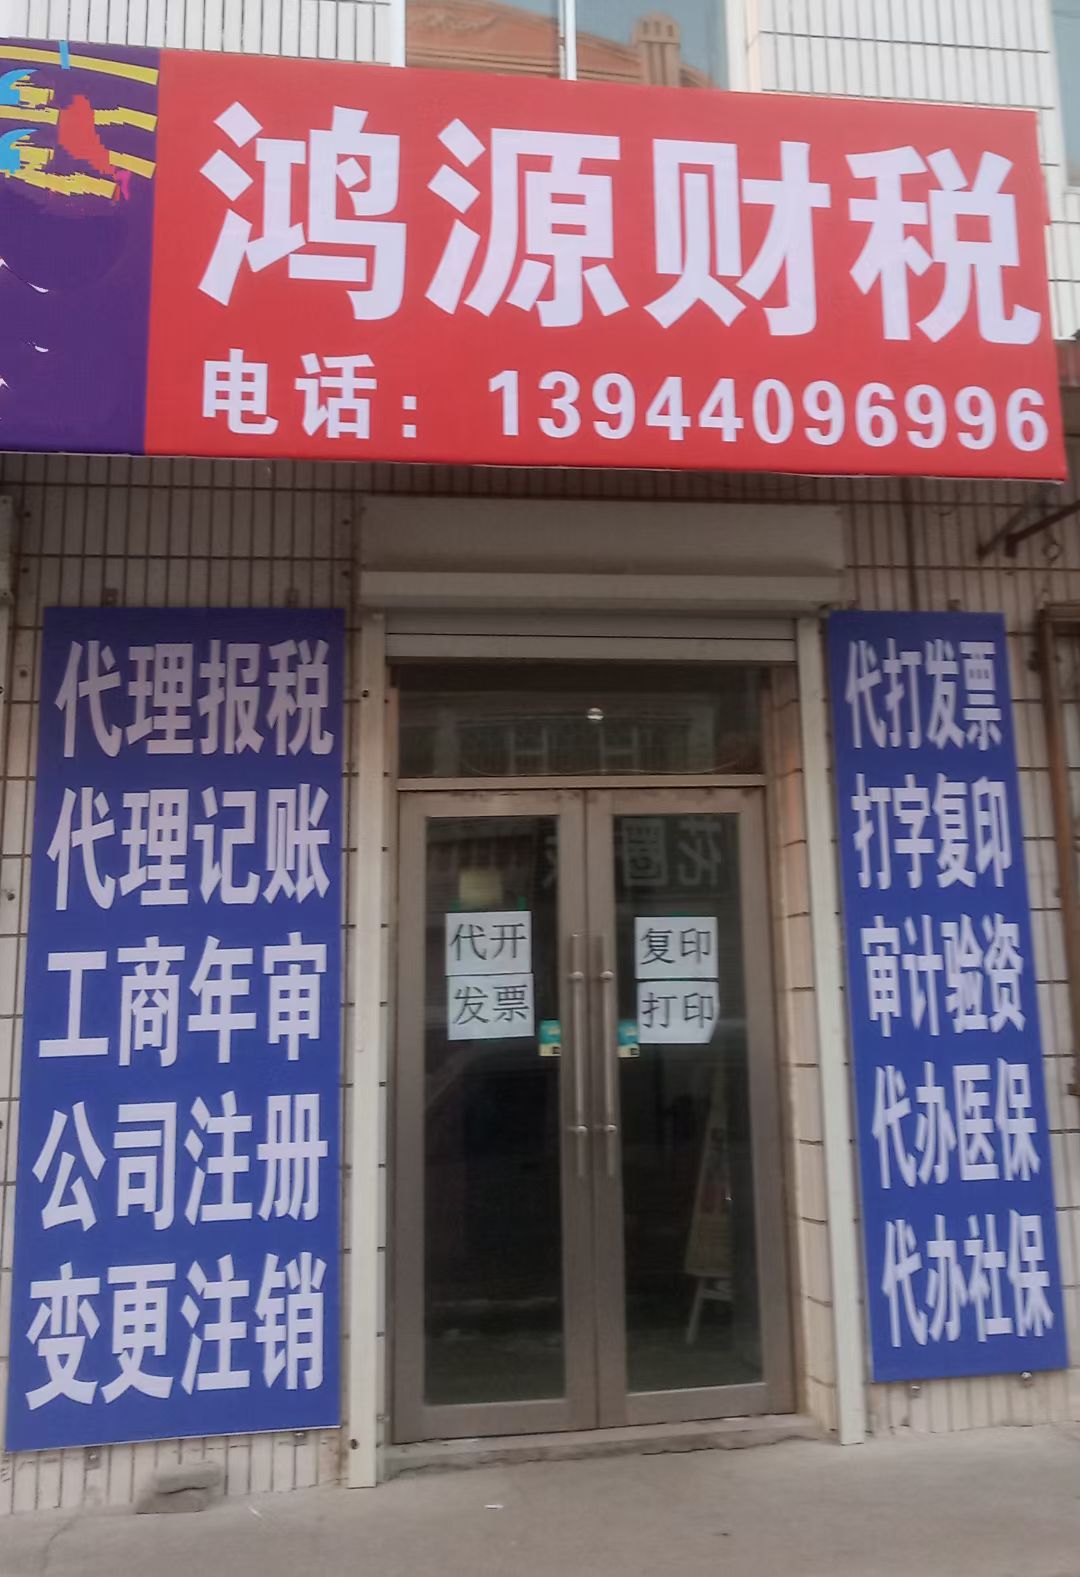 鸿源财税
电话：13944096996
代理报税
代理记账
工商年审
公司注册
变更注销
代开
发票
复印
打印
代打发票
打字复印
审计验资
代办医保
代办社保
花圈